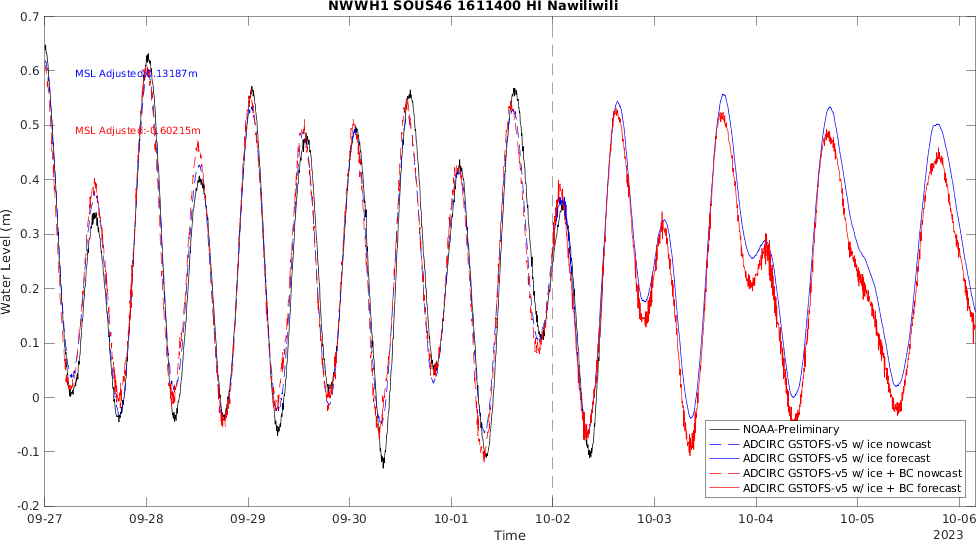 NWWH1 SOUS46 1611400 HI Nawiliwili
0.7
0.6
0.5
0.4
0.3
0.2
0.1
0
-0.1
-0.2
Water Level (m)
MSL Adjusted:0.13187m
MSL Adjusted:-0.60215m
NOAA-Preliminary
ADCIRC GSTOFS-v5 w/ ice nowcast
ADCIRC GSTOFS-v5 w/ ice forecast
ADCIRC GSTOFS-v5 w/ ice + BC nowcast
ADCIRC GSTOFS-v5 w/ ice + BC forecast
09-27 09-28 09-29 09-30 10-01 10-02 10-03 10-04 10-05 10-06
Time
2023